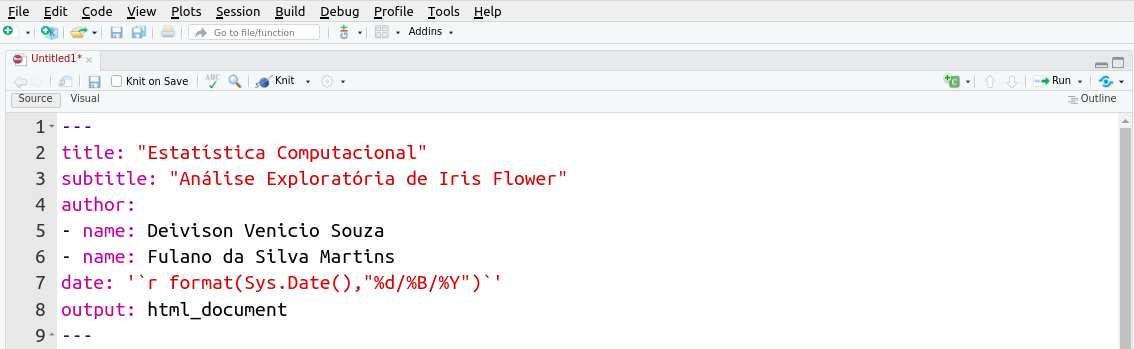 File Edit Code View Plots Session Build Debug Profile Tools Help
Go to file/function Addins
Untitled1*
Knit on Save ABC Knit Run
Source Visual Outline
1 ---
2 title: "Estatística Computacional"
3 subtitle: "Análise Exploratória de Iris Flower"
4 author:
5 - name: Deivison Venicio Souza
6 - name: Fulano da Silva Martins
7 date: '`r format(Sys.Date(),"%d/%B/%Y")`'
8 output: html_document
9 ---